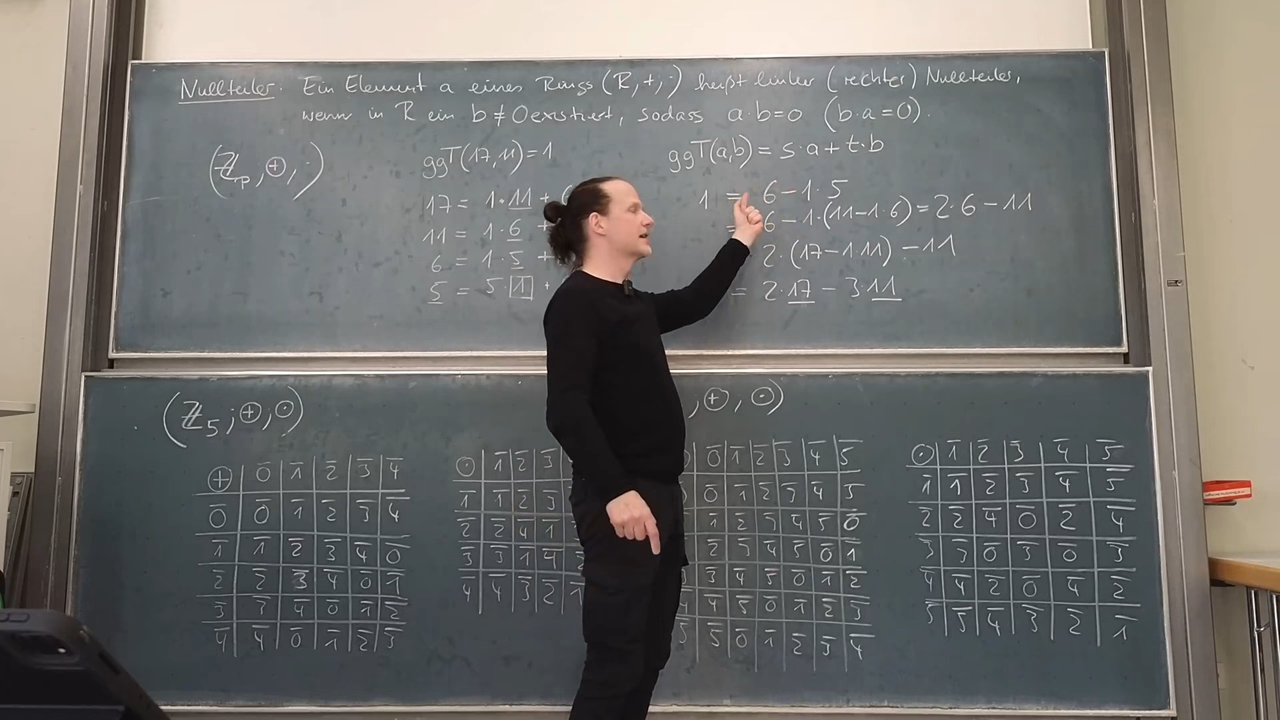 Nullteiler. Ein Element a eines Rings (R, +, ·) heißt linker (rechter) Nullteiler,
wenn in R ein b ≠ 0 existiert, sodass a·b=0 (b·a=0).
(ℤp, ⊕, ·)
ggT(17,11)=1
17 = 1·11 +
11 = 1·6 +
6 = 1·5 +
5 = 5·1 +
ggT(a,b) = s·a + t·b
1 = 6 − 1·5
= 6 − 1·(11−1·6) = 2·6 − 11
2·(17−1·11) − 11
= 2·17 − 3·11
(ℤ5, ⊕, ⊙)
⊕ 0̄ 1̄ 2̄ 3̄ 4̄
0̄ 0̄ 1̄ 2̄ 3̄ 4̄
1̄ 1̄ 2̄ 3̄ 4̄ 0̄
2̄ 2̄ 3̄ 4̄ 0̄ 1̄
3̄ 3̄ 4̄ 0̄ 1̄ 2̄
4̄ 4̄ 0̄ 1̄ 2̄ 3̄
⊙ 1̄ 2̄ 3̄
1̄ 1̄ 2̄ 3̄
2̄ 2̄ 4̄ 1̄
3̄ 3̄ 1̄ 4̄ 2̄
4̄ 4̄ 3̄ 2̄ 1̄
, ⊕, ⊙)
0̄ 1̄ 2̄ 3̄ 4̄ 5̄
0̄ 1̄ 2̄ 3̄ 4̄ 5̄
1̄ 2̄ 3̄ 4̄ 5̄ 0̄
2̄ 3̄ 4̄ 5̄ 0̄ 1̄
3̄ 4̄ 5̄ 0̄ 1̄ 2̄
4̄ 5̄ 0̄ 1̄ 2̄ 3̄
5̄ 5̄ 0̄ 1̄ 2̄ 3̄ 4̄
⊙ 1̄ 2̄ 3̄ 4̄ 5̄
1̄ 1̄ 2̄ 3̄ 4̄ 5̄
2̄ 2̄ 4̄ 0̄ 2̄ 4̄
3̄ 3̄ 0̄ 3̄ 0̄ 3̄
4̄ 4̄ 2̄ 0̄ 4̄ 2̄
5̄ 5̄ 4̄ 3̄ 2̄ 1̄